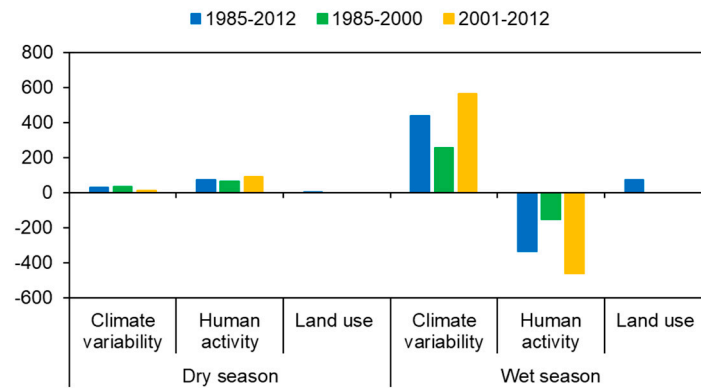 1985-2012 1985-2000 2001-2012
800
600
400
200
0
-200
-400
-600
Climate variability Human activity Land use Climate variability Human activity Land use
Dry season Wet season